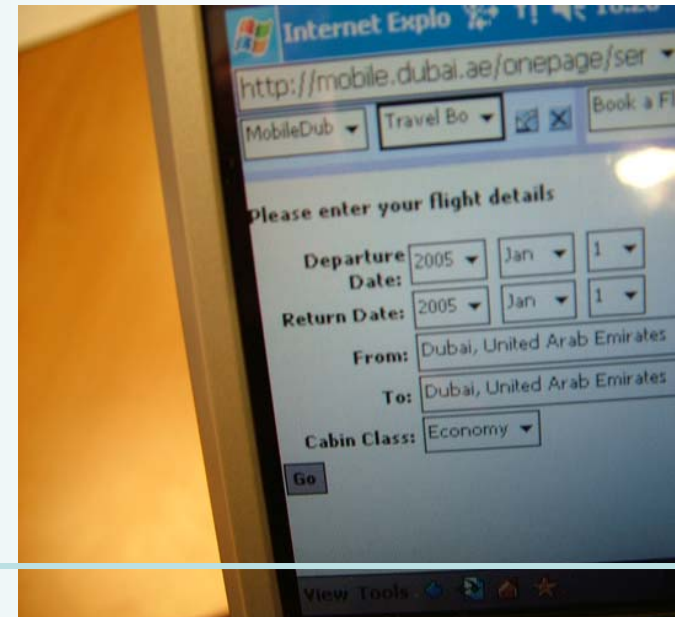 Internet Explo
http://mobile.dubai.ae/onepage/ser
MobileDub Travel Bo Book a Fl
Please enter your flight details
Departure Date: 2005 Jan 1
Return Date: 2005 Jan 1
From: Dubai, United Arab Emirates
To: Dubai, United Arab Emirates
Cabin Class: Economy
Go
View Tools